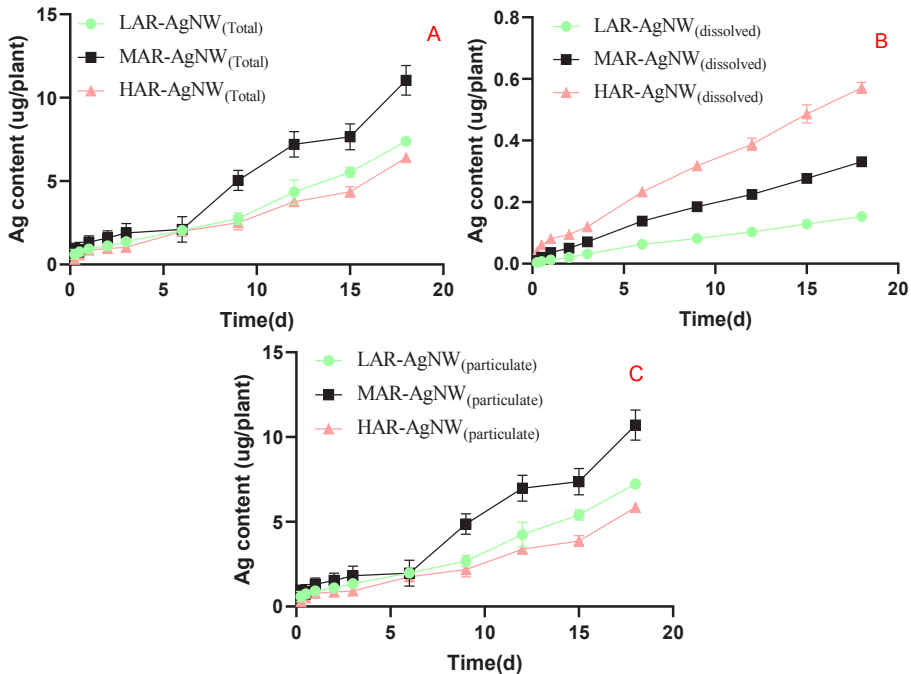 LAR-AgNW(Total)
MAR-AgNW(Total)
HAR-AgNW(Total)
A
Ag content (ug/plant)
15
10
5
0
0 5 10 15 20
Time(d)
LAR-AgNW(dissolved)
MAR-AgNW(dissolved)
HAR-AgNW(dissolved)
B
Ag content (ug/plant)
0.8
0.6
0.4
0.2
0.0
0 5 10 15 20
Time(d)
LAR-AgNW(particulate)
MAR-AgNW(particulate)
HAR-AgNW(particulate)
C
Ag content (ug/plant)
15
10
5
0
0 5 10 15 20
Time(d)